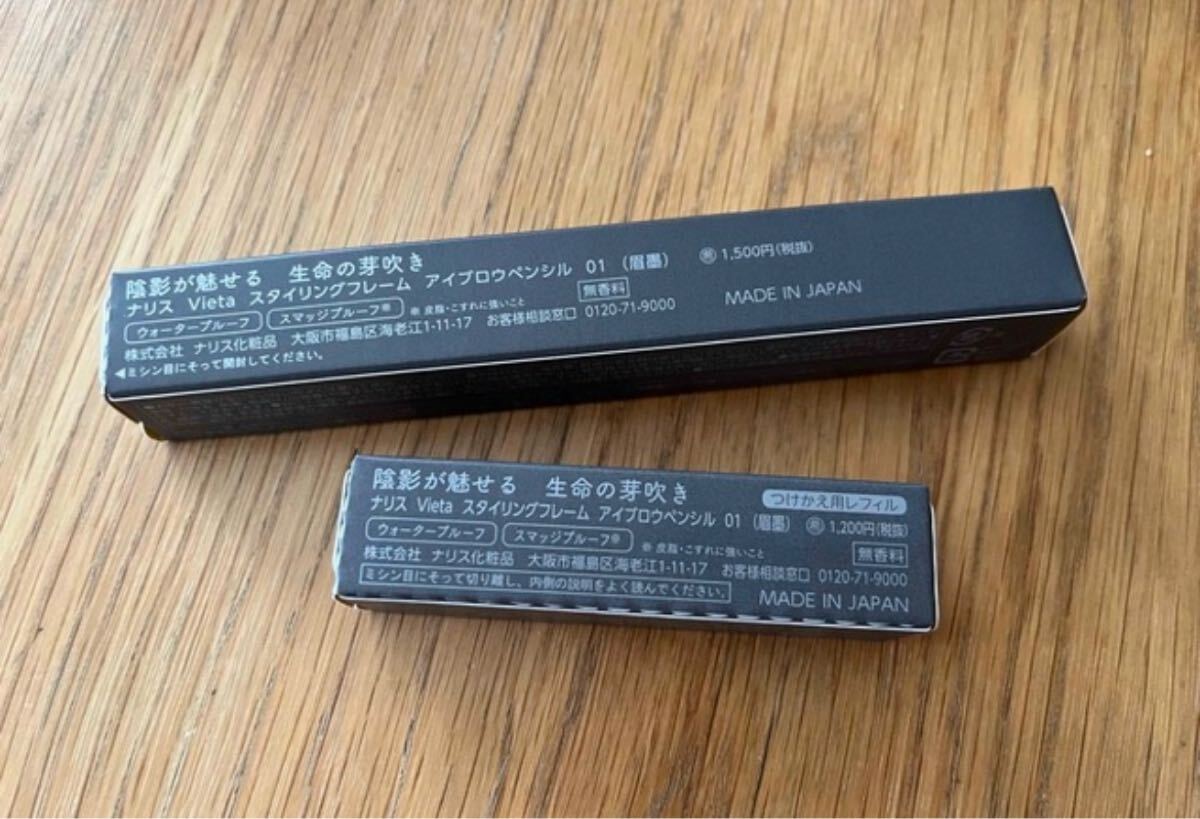 陰影が魅せる 生命の芽吹き
ナリス Vieta スタイリングフレーム アイブロウペンシル 01 (眉墨) 1,500円(税抜)
ウォータープルーフ スマッジプルーフ※ ※ 皮脂・こすれに強いこと 無香料
株式会社 ナリス化粧品 大阪市福島区海老江1-11-17 お客様相談窓口 0120-71-9000 MADE IN JAPAN
◀ミシン目にそって開封してください。
陰影が魅せる 生命の芽吹き つけかえ用レフィル
ナリス Vieta スタイリングフレーム アイブロウペンシル 01 (眉墨) 1,200円(税抜)
ウォータープルーフ スマッジプルーフ※ ※ 皮脂・こすれに強いこと 無香料
株式会社 ナリス化粧品 大阪市福島区海老江1-11-17 お客様相談窓口 0120-71-9000
ミシン目にそって切り離し、内側の説明をよく読んでください。 MADE IN JAPAN